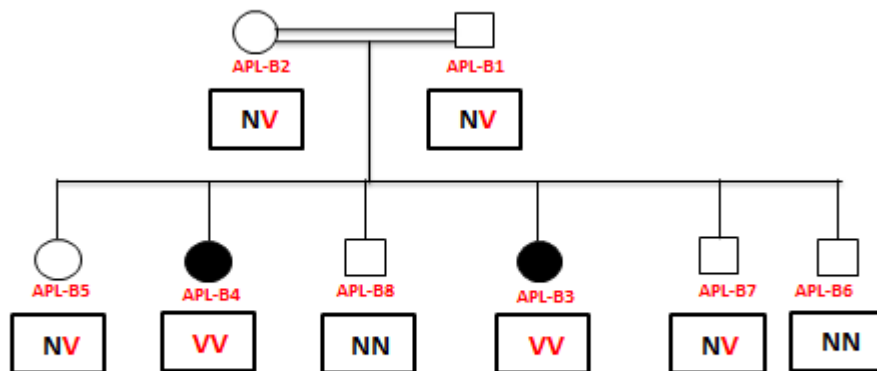 APL-B2 APL-B1
NV NV
APL-B5 APL-B4 APL-B8 APL-B3 APL-B7 APL-B6
NV VV NN VV NV NN